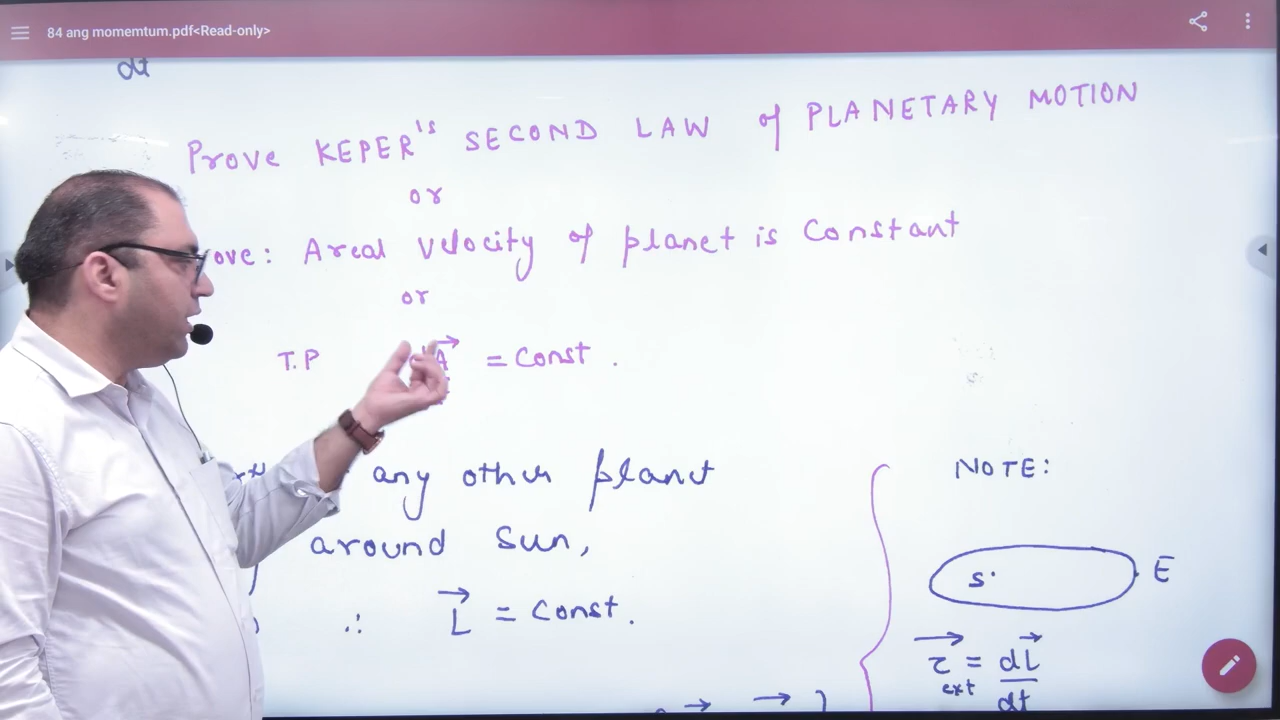 84 ang momemtum.pdf<Read-only>
dt
Prove KEPER's SECOND LAW of PLANETARY MOTION
or
ove: Areal velocity of planet is Constant
or
T.P = Const .
any other planet
around Sun,
∴ L⃗ = Const.
NOTE:
S· E
τ⃗ext = dL⃗
dt